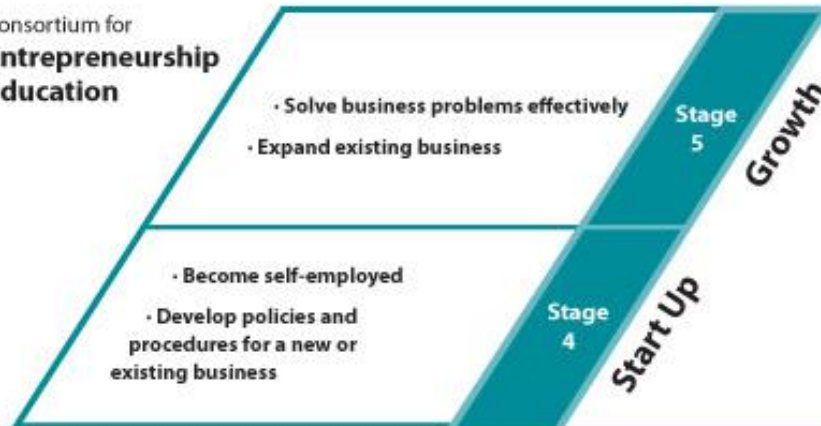 onsortium for
ntrepreneurship
ducation
· Solve business problems effectively
· Expand existing business
Stage
5
Growth
· Become self-employed
· Develop policies and
procedures for a new or
existing business
Stage
4
Start Up